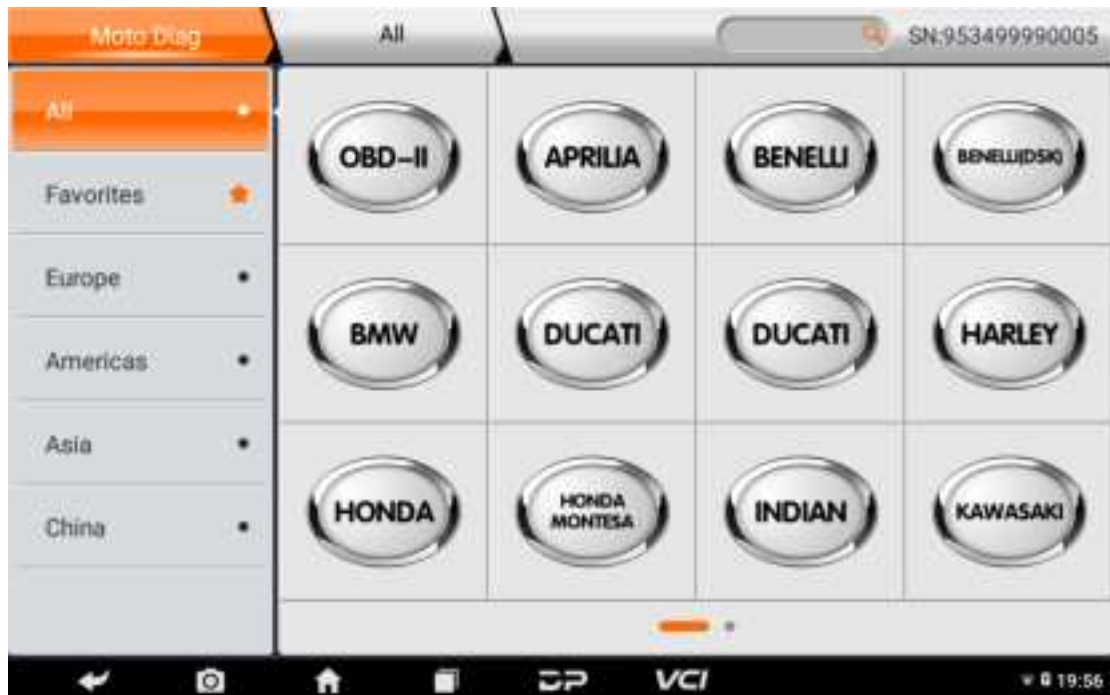 Moto Diag
All
SN:953499990005
All
Favorites
Europe
Americas
Asia
China
OBD-II
APRILIA
BENELLI
BENELLI(DSK)
BMW
DUCATI
DUCATI
HARLEY
HONDA
HONDA
MONTESA
INDIAN
KAWASAKI
DP
VCI
19:56